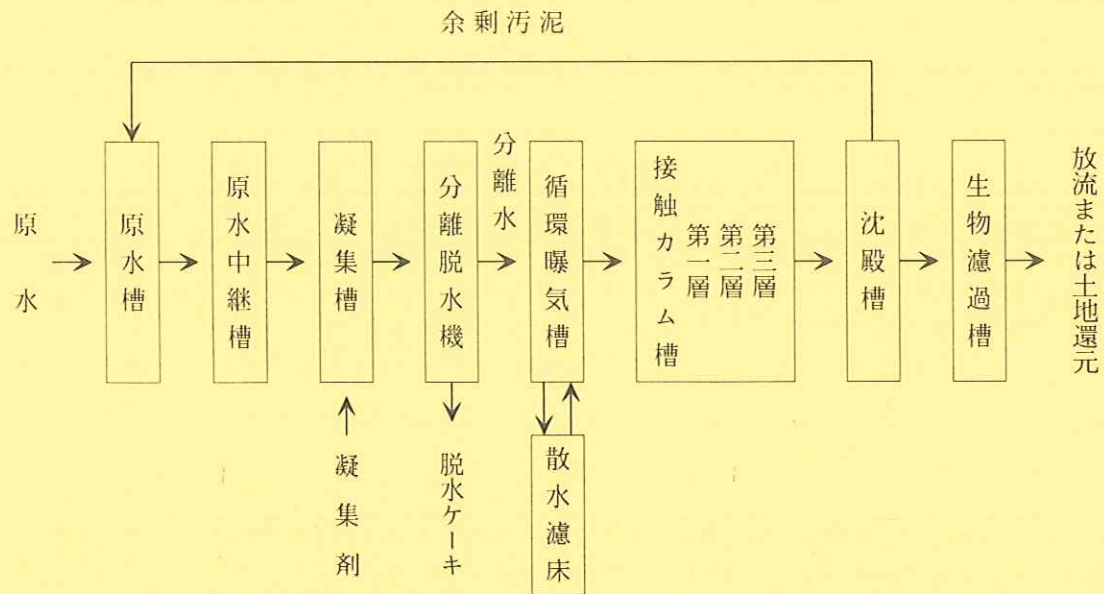 余剰汚泥
原水
原水槽
原水中継槽
凝集槽
凝集剤
分離脱水機
脱水ケーキ
分離水
循環曝気槽
散水濾床
接触カラム槽
第一層
第二層
第三層
沈殿槽
生物濾過槽
放流または土地還元